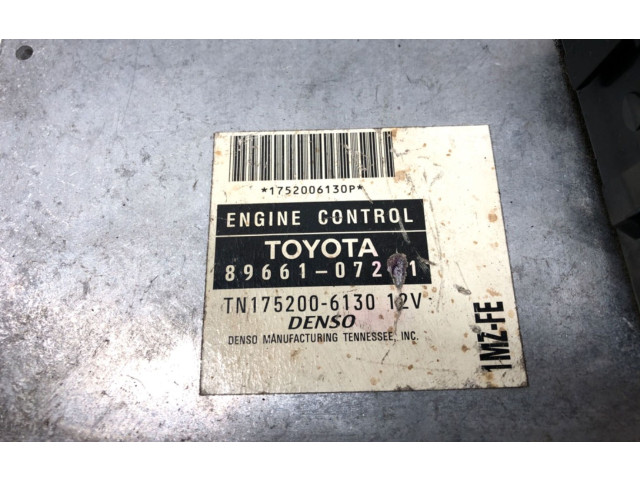 *1752006130P*
ENGINE CONTROL
TOYOTA
TN175200-6130 12V
DENSO
DENSO MANUFACTURING TENNESSEE, INC.
1MZ-FE